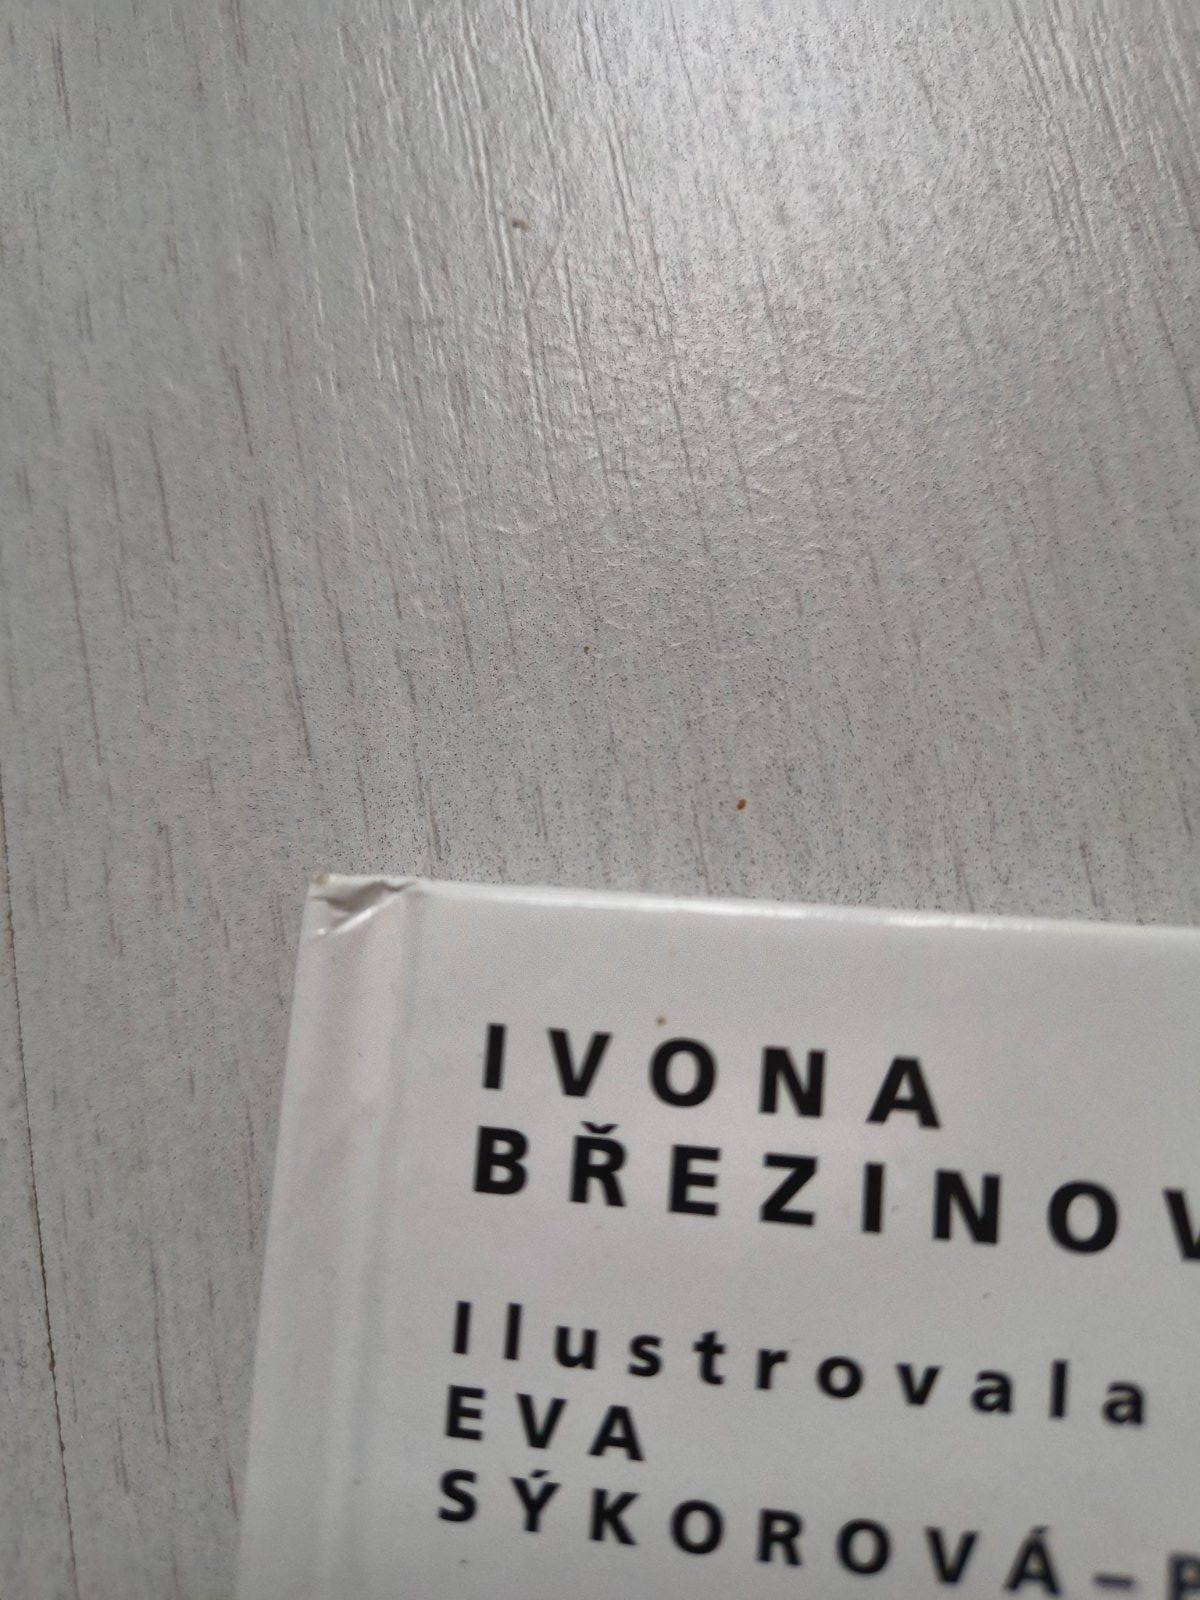 IVONA
BŘEZINOV
Ilustrovala
EVA
SÝKOROVÁ–P